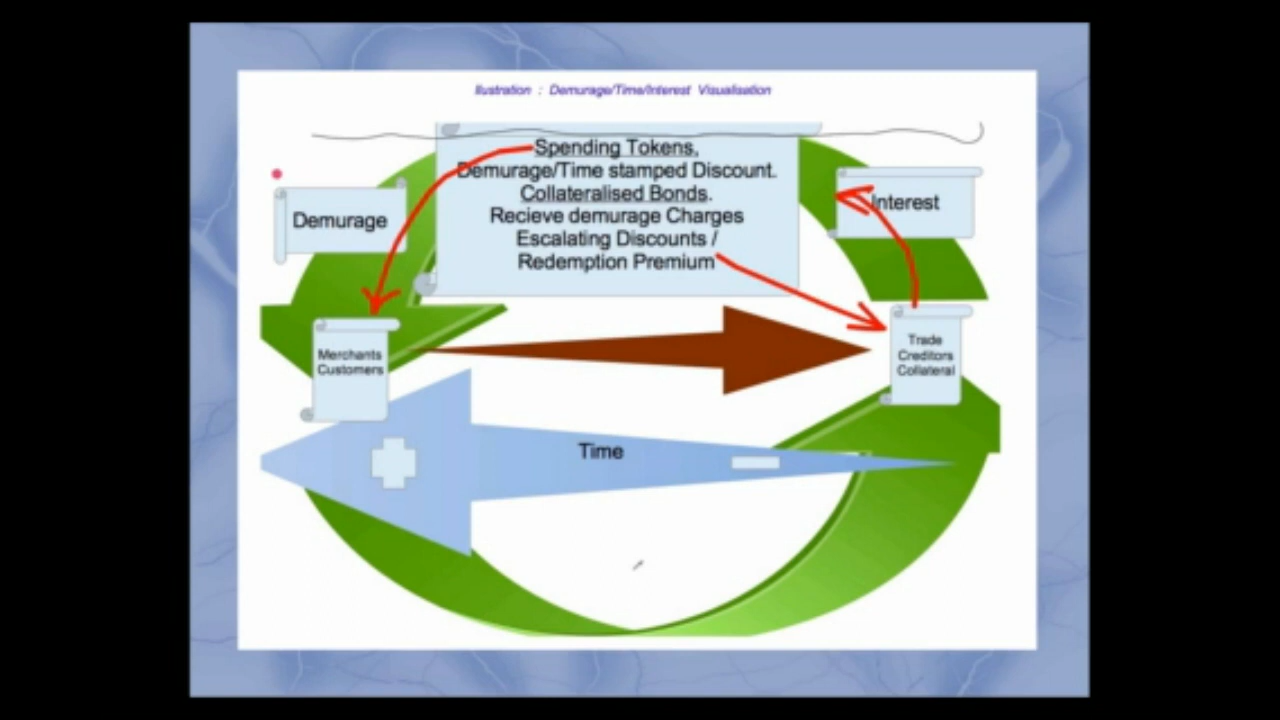 Ilustration : Demurage/Time/Interest Visualisation
Spending Tokens,
Demurage/Time stamped Discount.
Collateralised Bonds.
Recieve demurage Charges
Escalating Discounts /
Redemption Premium
Demurage
Interest
Merchants
Customers
Trade
Creditors
Collateral
Time